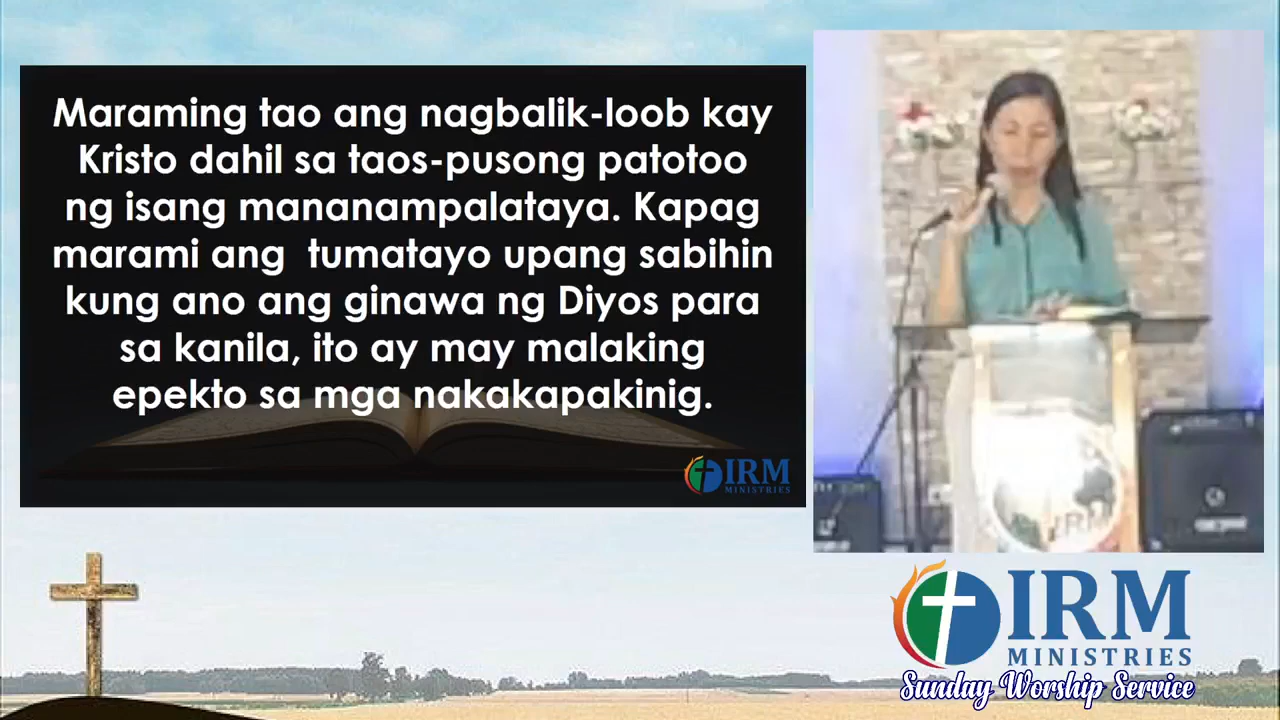 Maraming tao ang nagbalik-loob kay
Kristo dahil sa taos-pusong patotoo
ng isang mananampalataya. Kapag
marami ang  tumatayo upang sabihin
kung ano ang ginawa ng Diyos para
sa kanila, ito ay may malaking
epekto sa mga nakakapakinig.
IRM
MINISTRIES
IRM
IRM
MINISTRIES
Sunday Worship Service